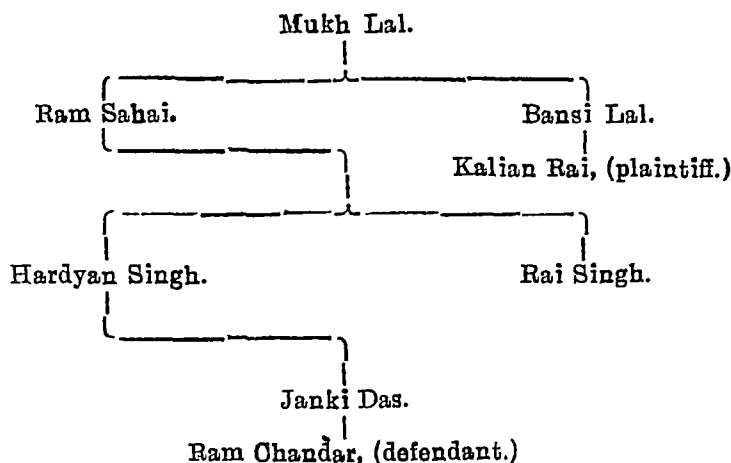 Mukh Lal.
Ram Sahai.
Bansi Lal.
Kalian Rai, (plaintiff.)
Hardyan Singh.
Rai Singh.
Janki Das.
Ram Chandar, (defendant.)